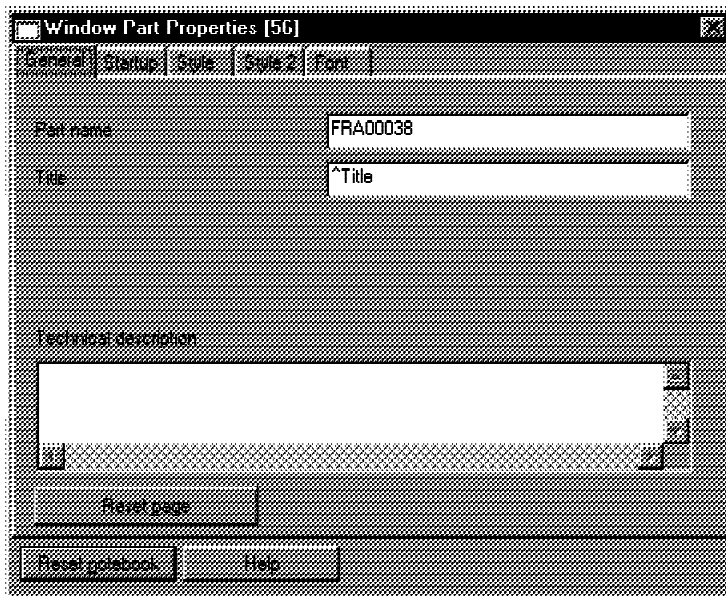 Window Part Properties [56]
General Startup Style Style 2 Font
Part name FRA00038
Title ^Title
Technical description
Reset page
Reset notebook Help